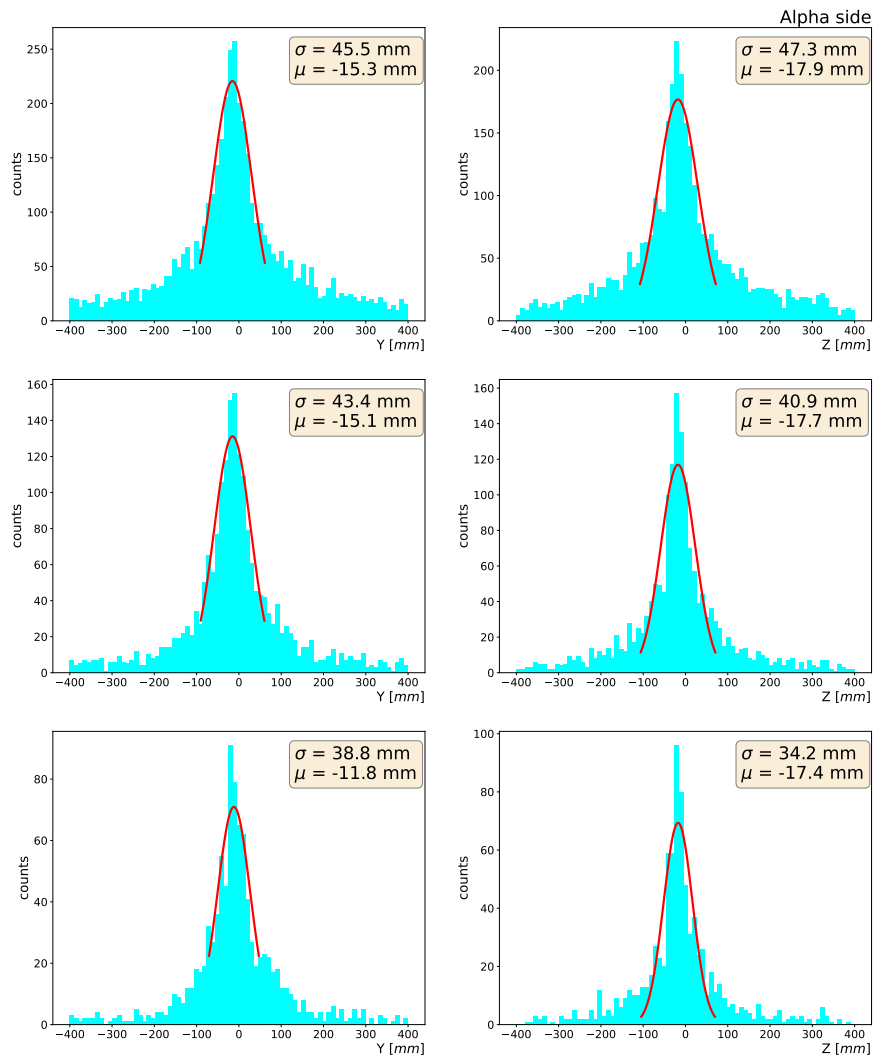 Alpha side
σ = 45.5 mm
μ = -15.3 mm
counts
250
200
150
100
50
0
−400 −300 −200 −100 0 100 200 300 400
Y [mm]
σ = 47.3 mm
μ = -17.9 mm
counts
200
150
100
50
0
−400 −300 −200 −100 0 100 200 300 400
Z [mm]
σ = 43.4 mm
μ = -15.1 mm
counts
160
140
120
100
80
60
40
20
0
−400 −300 −200 −100 0 100 200 300 400
Y [mm]
σ = 40.9 mm
μ = -17.7 mm
counts
160
140
120
100
80
60
40
20
0
−400 −300 −200 −100 0 100 200 300 400
Z [mm]
σ = 38.8 mm
μ = -11.8 mm
counts
80
60
40
20
0
−400 −300 −200 −100 0 100 200 300 400
Y [mm]
σ = 34.2 mm
μ = -17.4 mm
counts
100
80
60
40
20
0
−400 −300 −200 −100 0 100 200 300 400
Z [mm]